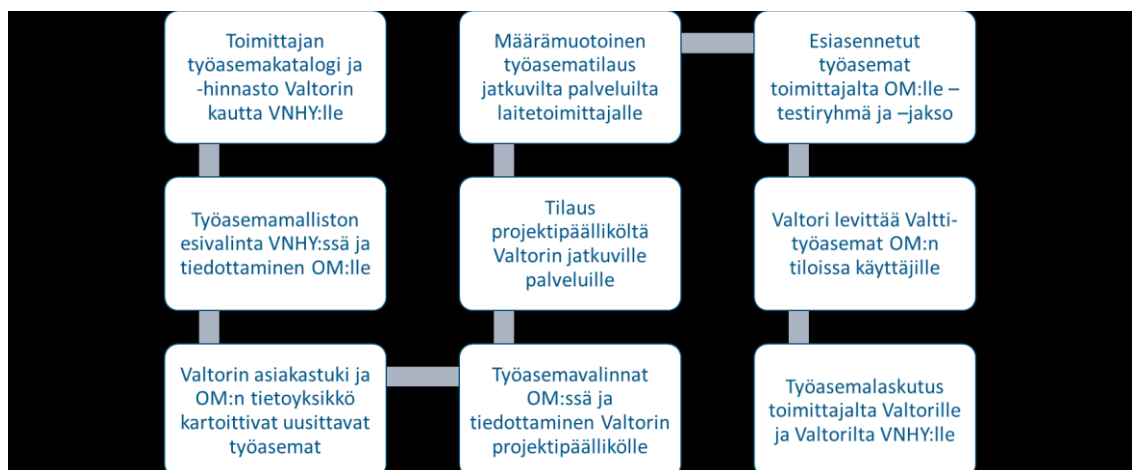 Toimittajan
työasemakatalogi ja
-hinnasto Valtorin
kautta VNHY:lle
Työasemamalliston
esivalinta VNHY:ssä ja
tiedottaminen OM:lle
Valtorin asiakastuki ja
OM:n tietoyksikkö
kartoittivat uusittavat
työasemat
Työasemavalinnat
OM:ssä ja
tiedottaminen Valtorin
projektipäällikölle
Tilaus
projektipäälliköltä
Valtorin jatkuville
palveluille
Määrämuotoinen
työasematilaus
jatkuvilta palveluilta
laitetoimittajalle
Esiasennetut
työasemat
toimittajalta OM:lle –
testiryhmä ja –jakso
Valtori levittää Valtti-
työasemat OM:n
tiloissa käyttäjille
Työasemalaskutus
toimittajalta Valtorille
ja Valtorilta VNHY:lle